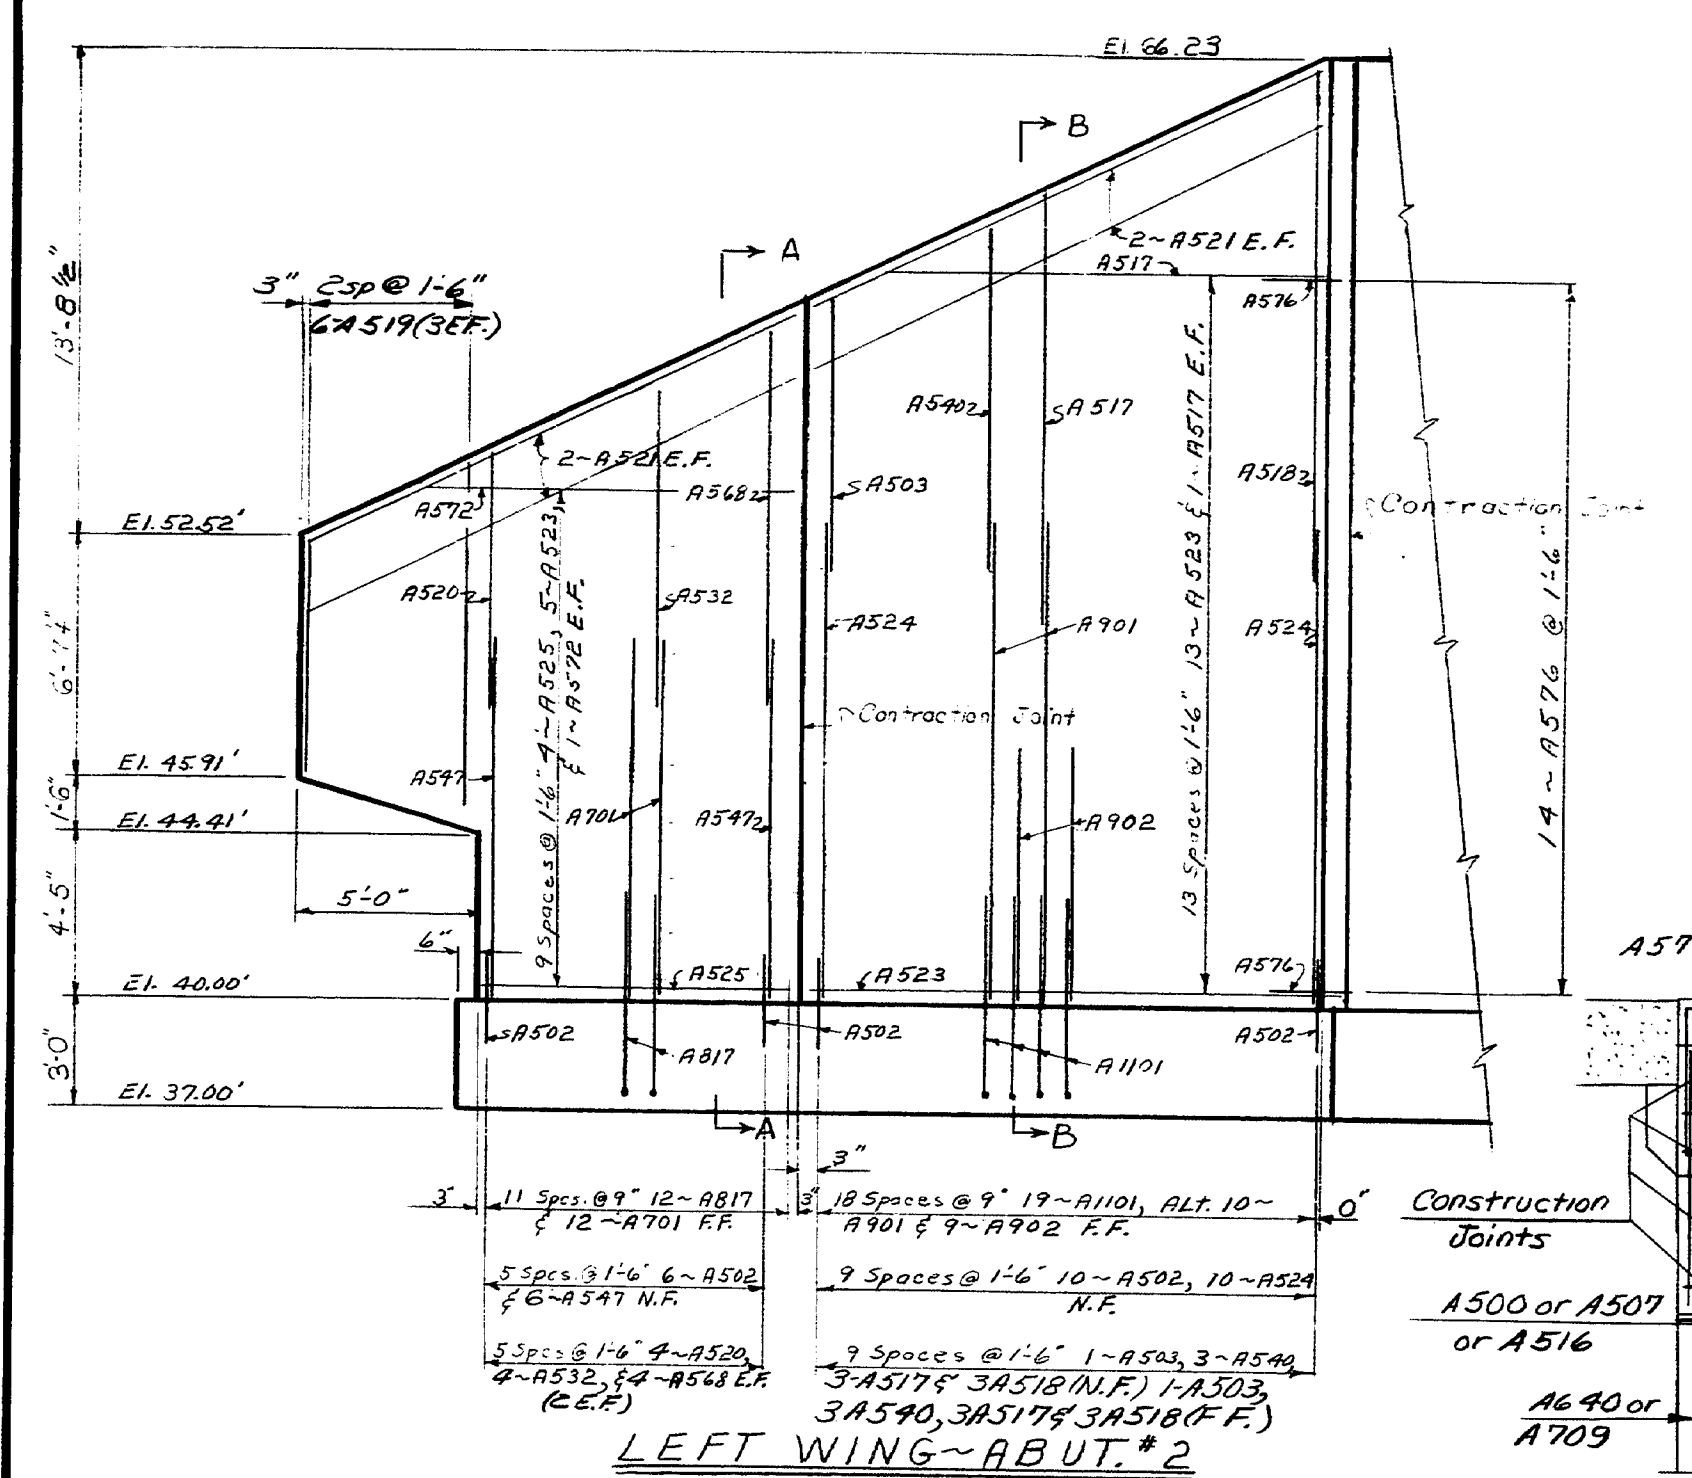 El. 66.23
B
2~A521 E.F.
A517
A
3" 2sp @ 1'-6"
6-A519(3EF.)
A576
13'-8½"
A540
A517
2~A521 E.F.
A568
A503
A518
A572
El. 52.52'
℄ Contraction Joint
13 Spaces @ 1'-6" 13~A523 & 1~A517 E.F.
14~A576 @ 1'-6"
A520
A532
A524
A901
A524
9 Spaces @ 1'-6" 4~A525, 5~A523,
& 1~A572 E.F.
Contraction Joint
El. 45.91'
A547
1'-6"
El. 44.41'
A701
A547
A902
5'-0"
4'-5"
6"
A57
El. 40.00'
A525
A523
A576
A502
A817
A502
A1101
A502
3'-0"
El. 37.00'
A
B
3"
3" 11 Spcs. @ 9" 12~A817
& 12~A701 F.F.
3" 18 Spaces @ 9" 19~A1101, ALT. 10~
A901 & 9~A902 F.F.
0"
Construction
Joints
5 Spcs. @ 1'-6" 6~A502
& 6~A547 N.F.
9 Spaces @ 1'-6" 10~A502, 10~A524
N.F.
A500 or A507
or A516
5 Spcs @ 1'-6" 4~A520,
4~A532, & 4~A568 E.F.
(2 E.F.)
9 Spaces @ 1'-6" 1~A503, 3~A540,
3-A517 & 3A518 (N.F.) 1-A503,
3A540, 3A517 & 3A518 (F F.)
A640 or
A709
LEFT WING~ABUT. #2